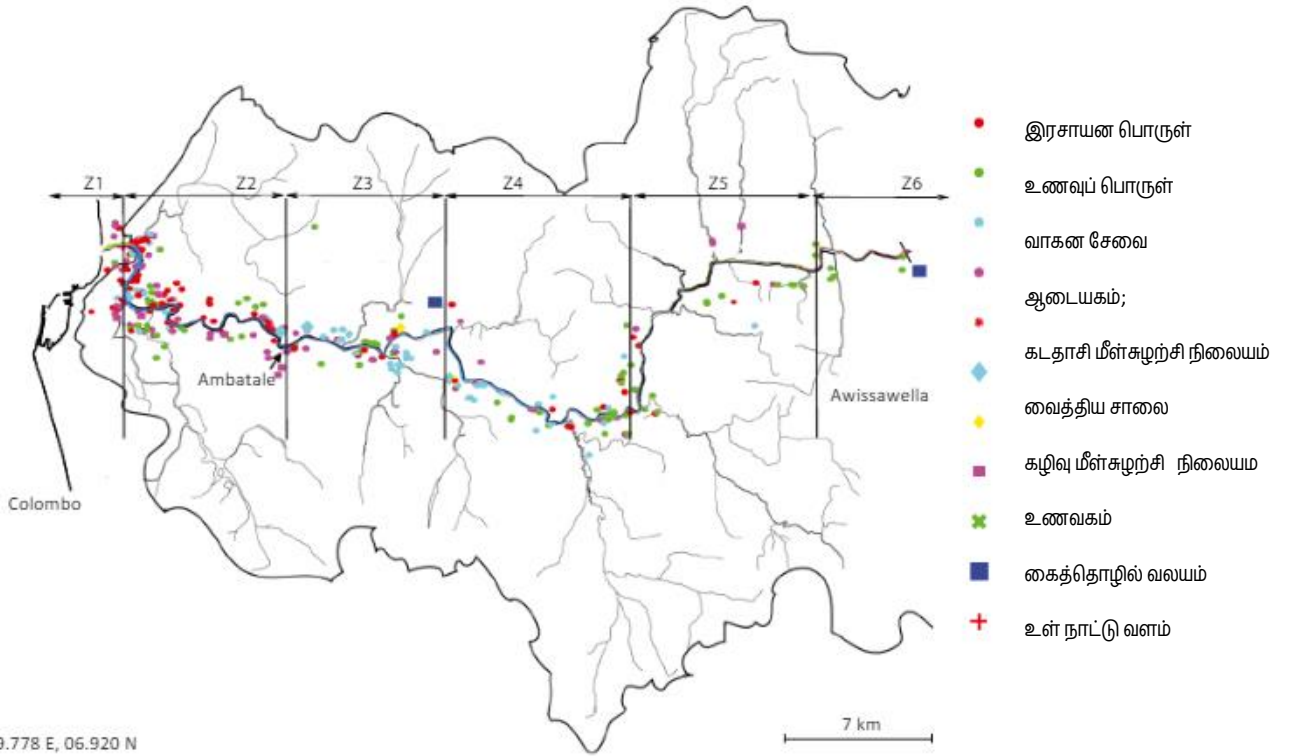 Z1 Z2 Z3 Z4 Z5 Z6
Ambatale
Awissawella
Colombo
7 km
9.778 E, 06.920 N
இரசாயன பொருள்
உணவுப் பொருள்
வாகன சேவை
ஆடையகம்;
கடதாசி மீள்சுழற்சி நிலையம்
வைத்திய சாலை
கழிவு மீள்சுழற்சி நிலையம
உணவகம்
கைத்தொழில் வலயம்
உள் நாட்டு வளம்